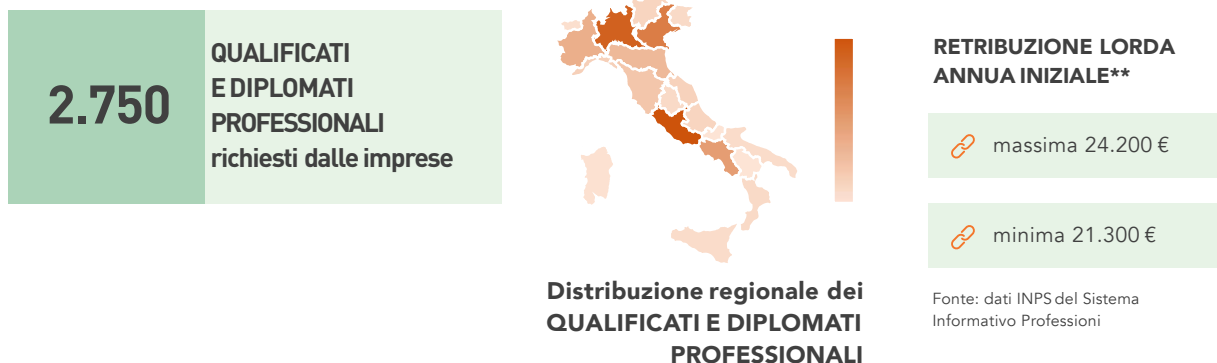 2.750
QUALIFICATI
E DIPLOMATI
PROFESSIONALI
richiesti dalle imprese
Distribuzione regionale dei
QUALIFICATI E DIPLOMATI
PROFESSIONALI
RETRIBUZIONE LORDA
ANNUA INIZIALE**
massima 24.200 €
minima 21.300 €
Fonte: dati INPS del Sistema
Informativo Professioni